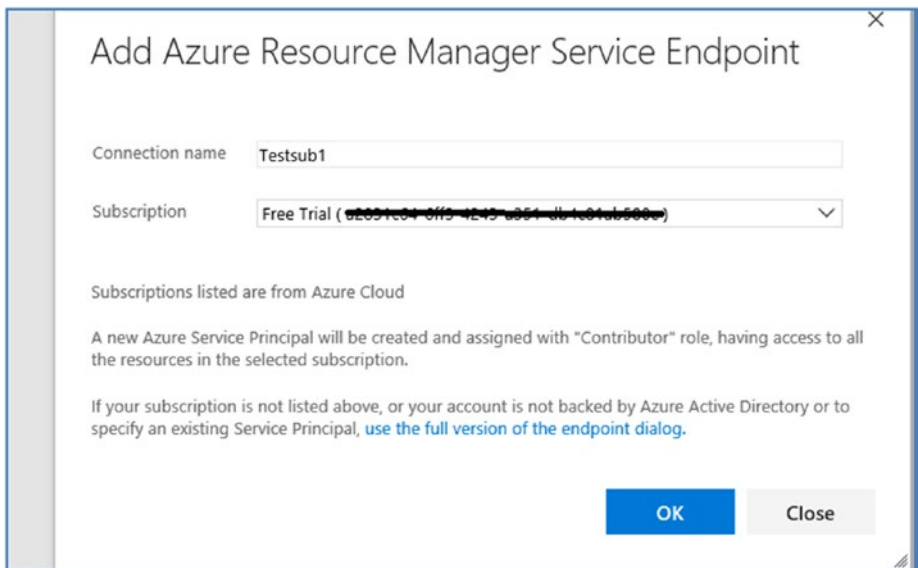 Add Azure Resource Manager Service Endpoint
Connection name Testsub1
Subscription Free Trial ( )
Subscriptions listed are from Azure Cloud
A new Azure Service Principal will be created and assigned with "Contributor" role, having access to all
the resources in the selected subscription.
If your subscription is not listed above, or your account is not backed by Azure Active Directory or to
specify an existing Service Principal, use the full version of the endpoint dialog.
OK Close